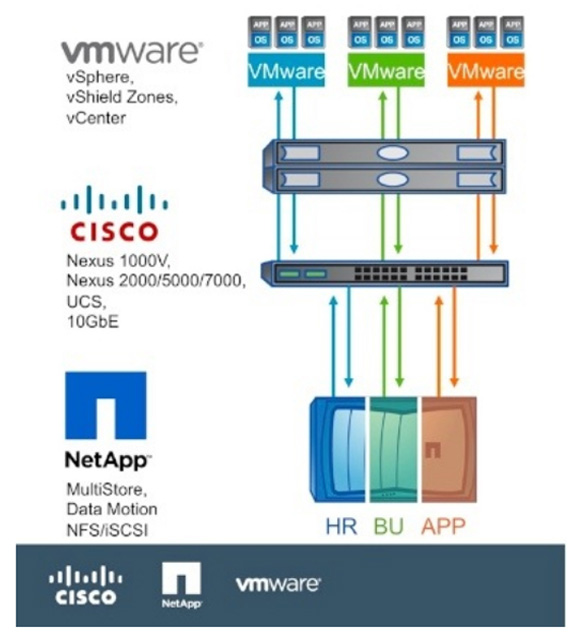 vmware®
vSphere,
vShield Zones,
vCenter
APP APP APP APP APP APP APP APP APP
OS OS OS OS OS OS OS OS OS
VMware VMware VMware
CISCO
Nexus 1000V,
Nexus 2000/5000/7000,
UCS,
10GbE
NetApp™
MultiStore,
Data Motion
NFS/iSCSI
HR BU APP
CISCO NetApp vmware®